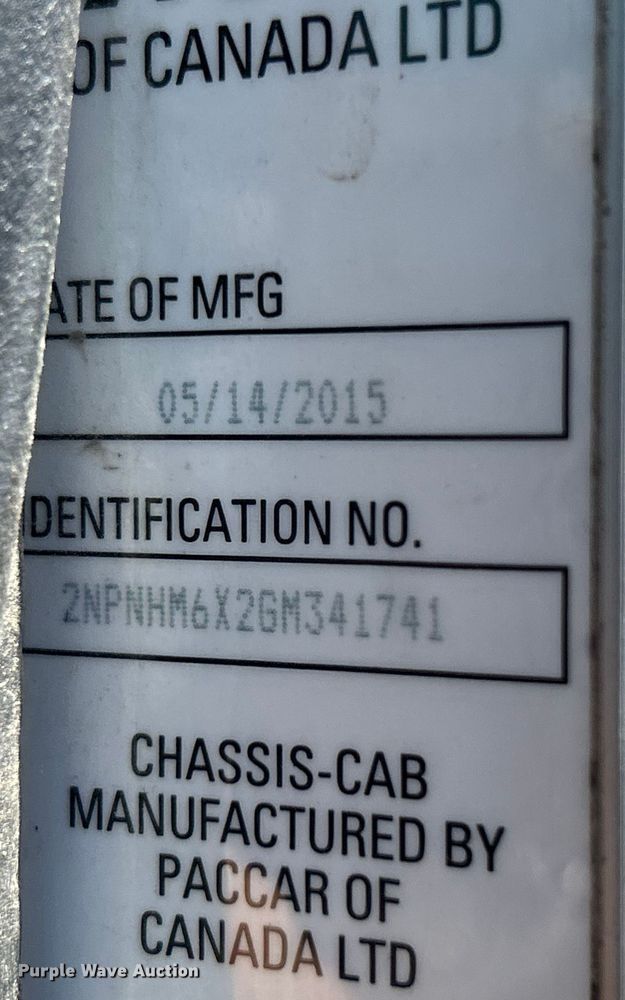 OF CANADA LTD
ATE OF MFG
05/14/2015
IDENTIFICATION NO.
2NPNHM6X2GM341741
CHASSIS-CAB
MANUFACTURED BY
PACCAR OF
CANADA LTD
Purple Wave Auction